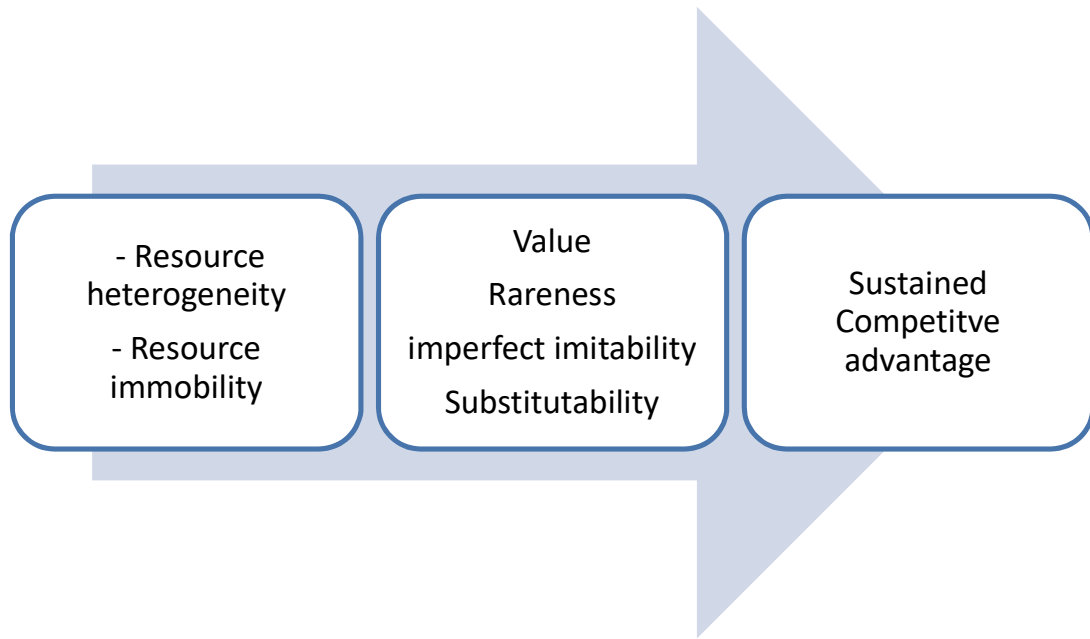 - Resource
heterogeneity
- Resource
immobility
Value
Rareness
imperfect imitability
Substitutability
Sustained
Competitve
advantage